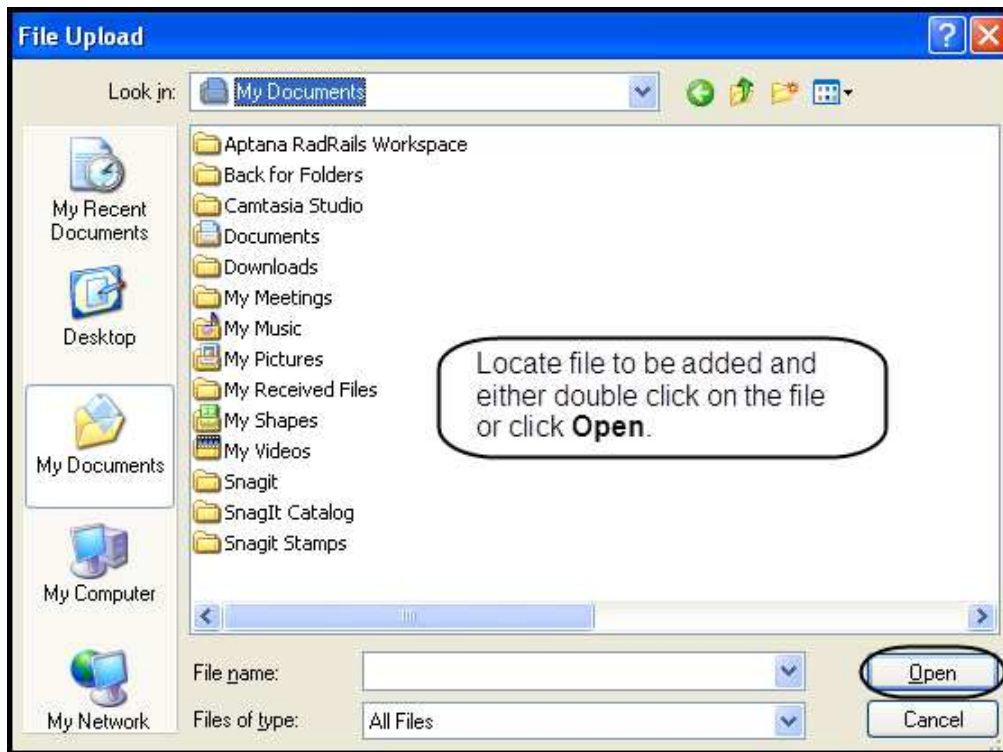 File Upload
Look in:
My Documents
My Recent
Documents
Desktop
My Documents
My Computer
My Network
Aptana RadRails Workspace
Back for Folders
Camtasia Studio
Documents
Downloads
My Meetings
My Music
My Pictures
My Received Files
My Shapes
My Videos
Snagit
SnagIt Catalog
Snagit Stamps
Locate file to be added and
either double click on the file
or click Open.
File name:
Open
Files of type:
All Files
Cancel